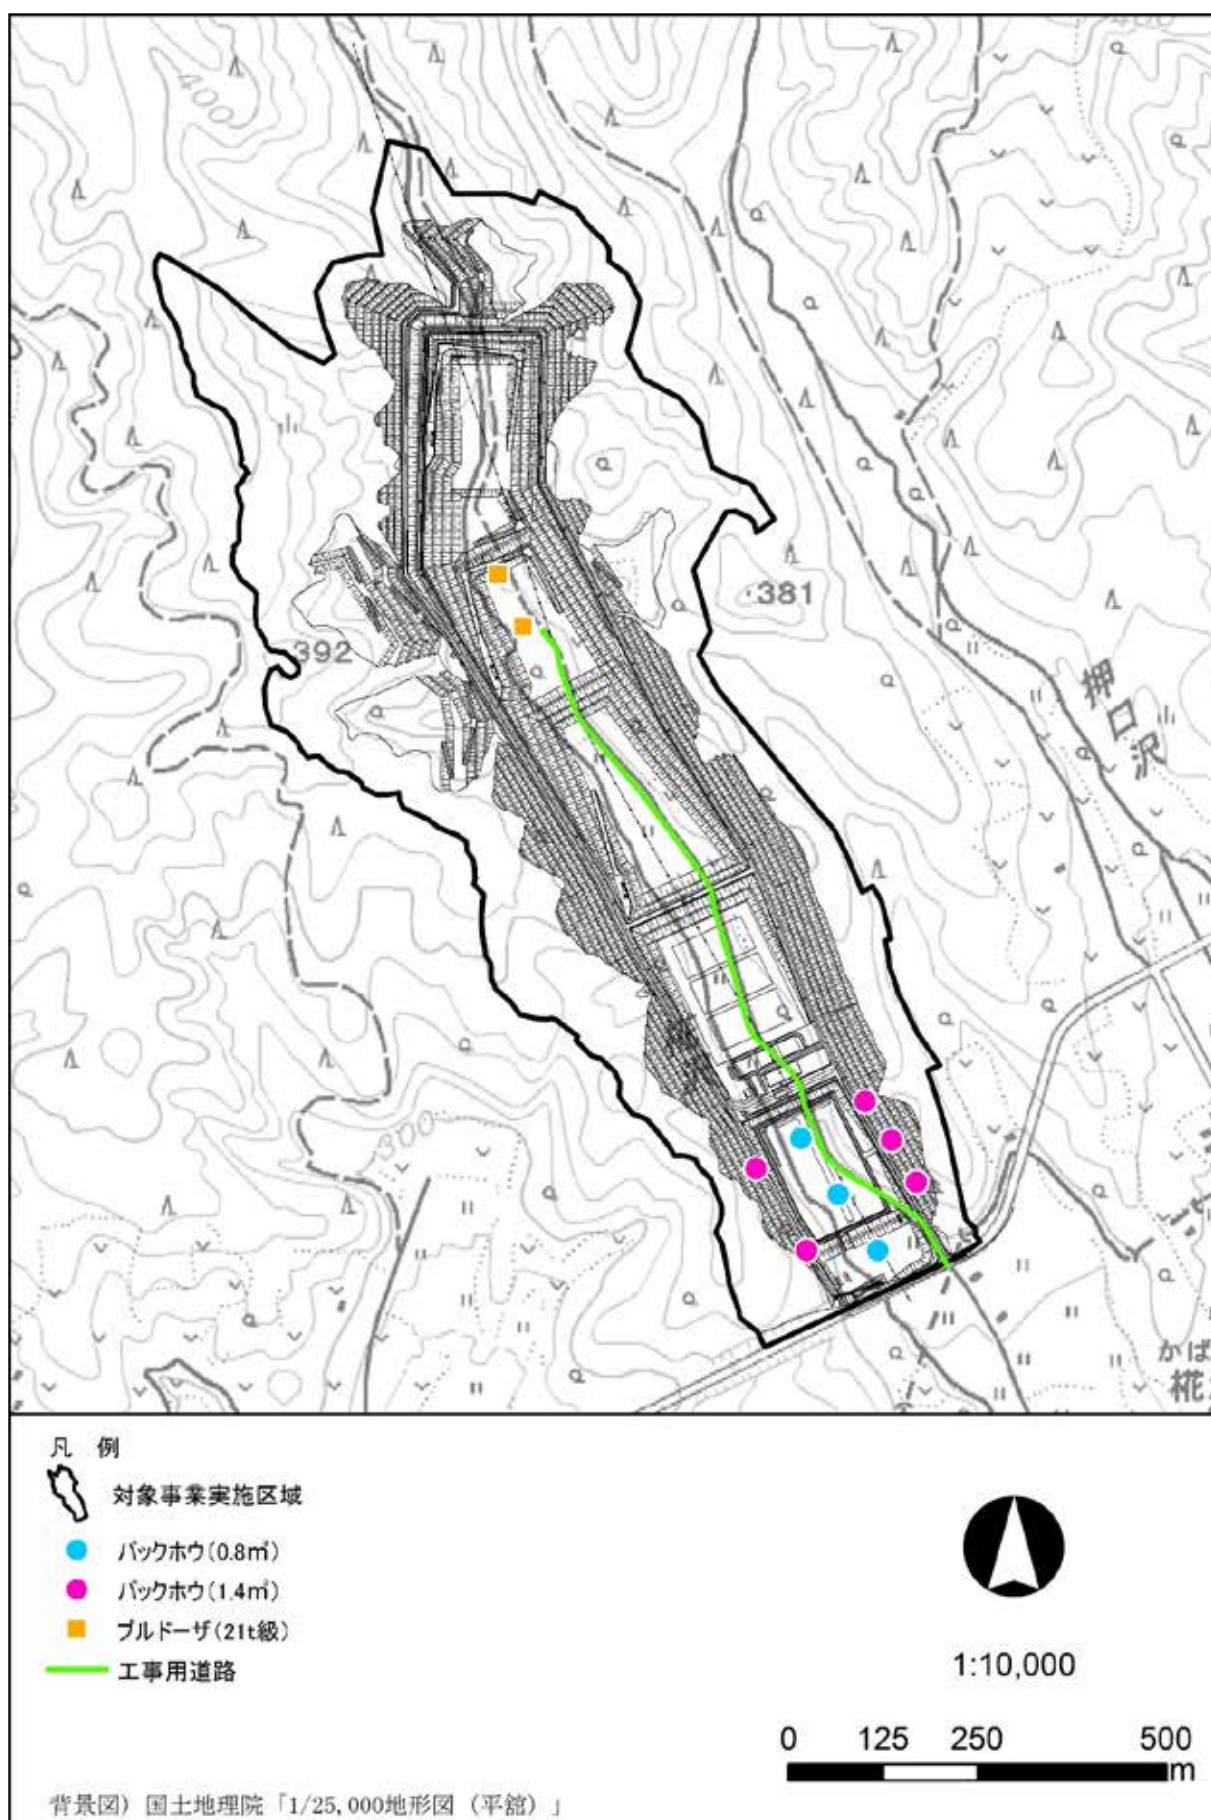 400
400
381
392
押口沢
300
かば
椛
凡 例
対象事業実施区域
バックホウ(0.8㎥)
バックホウ(1.4㎥)
ブルドーザ(21t級)
工事用道路
1:10,000
0 125 250 500
m
背景図) 国土地理院「1/25,000地形図(平舘)」